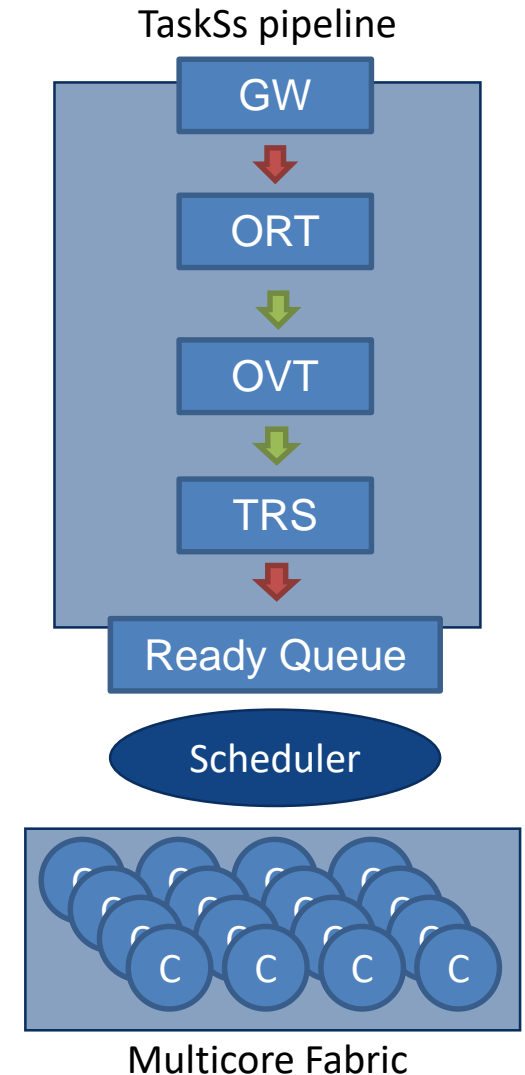 TaskSs pipeline
GW
ORT
OVT
TRS
Ready Queue
Scheduler
C C C C
Multicore Fabric